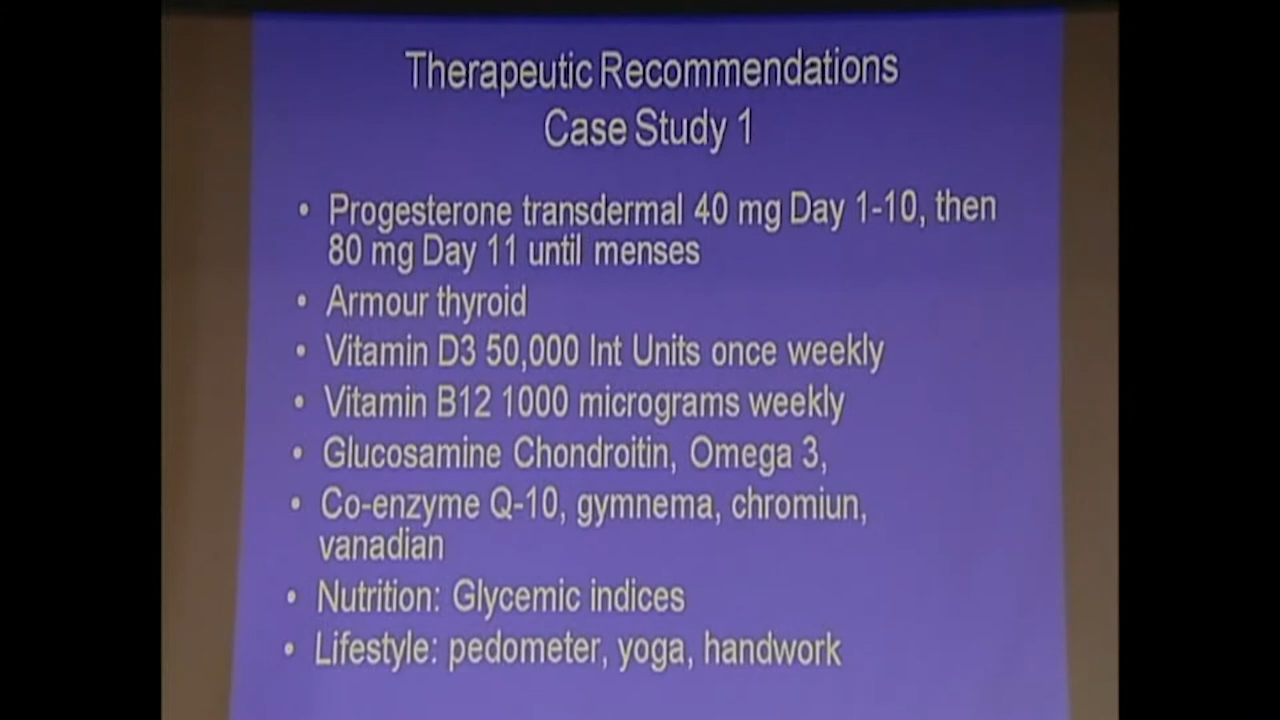 Therapeutic Recommendations
Case Study 1
• Progesterone transdermal 40 mg Day 1-10, then
80 mg Day 11 until menses
• Armour thyroid
• Vitamin D3 50,000 Int Units once weekly
• Vitamin B12 1000 micrograms weekly
• Glucosamine Chondroitin, Omega 3,
• Co-enzyme Q-10, gymnema, chromiun,
vanadian
• Nutrition: Glycemic indices
• Lifestyle: pedometer, yoga, handwork